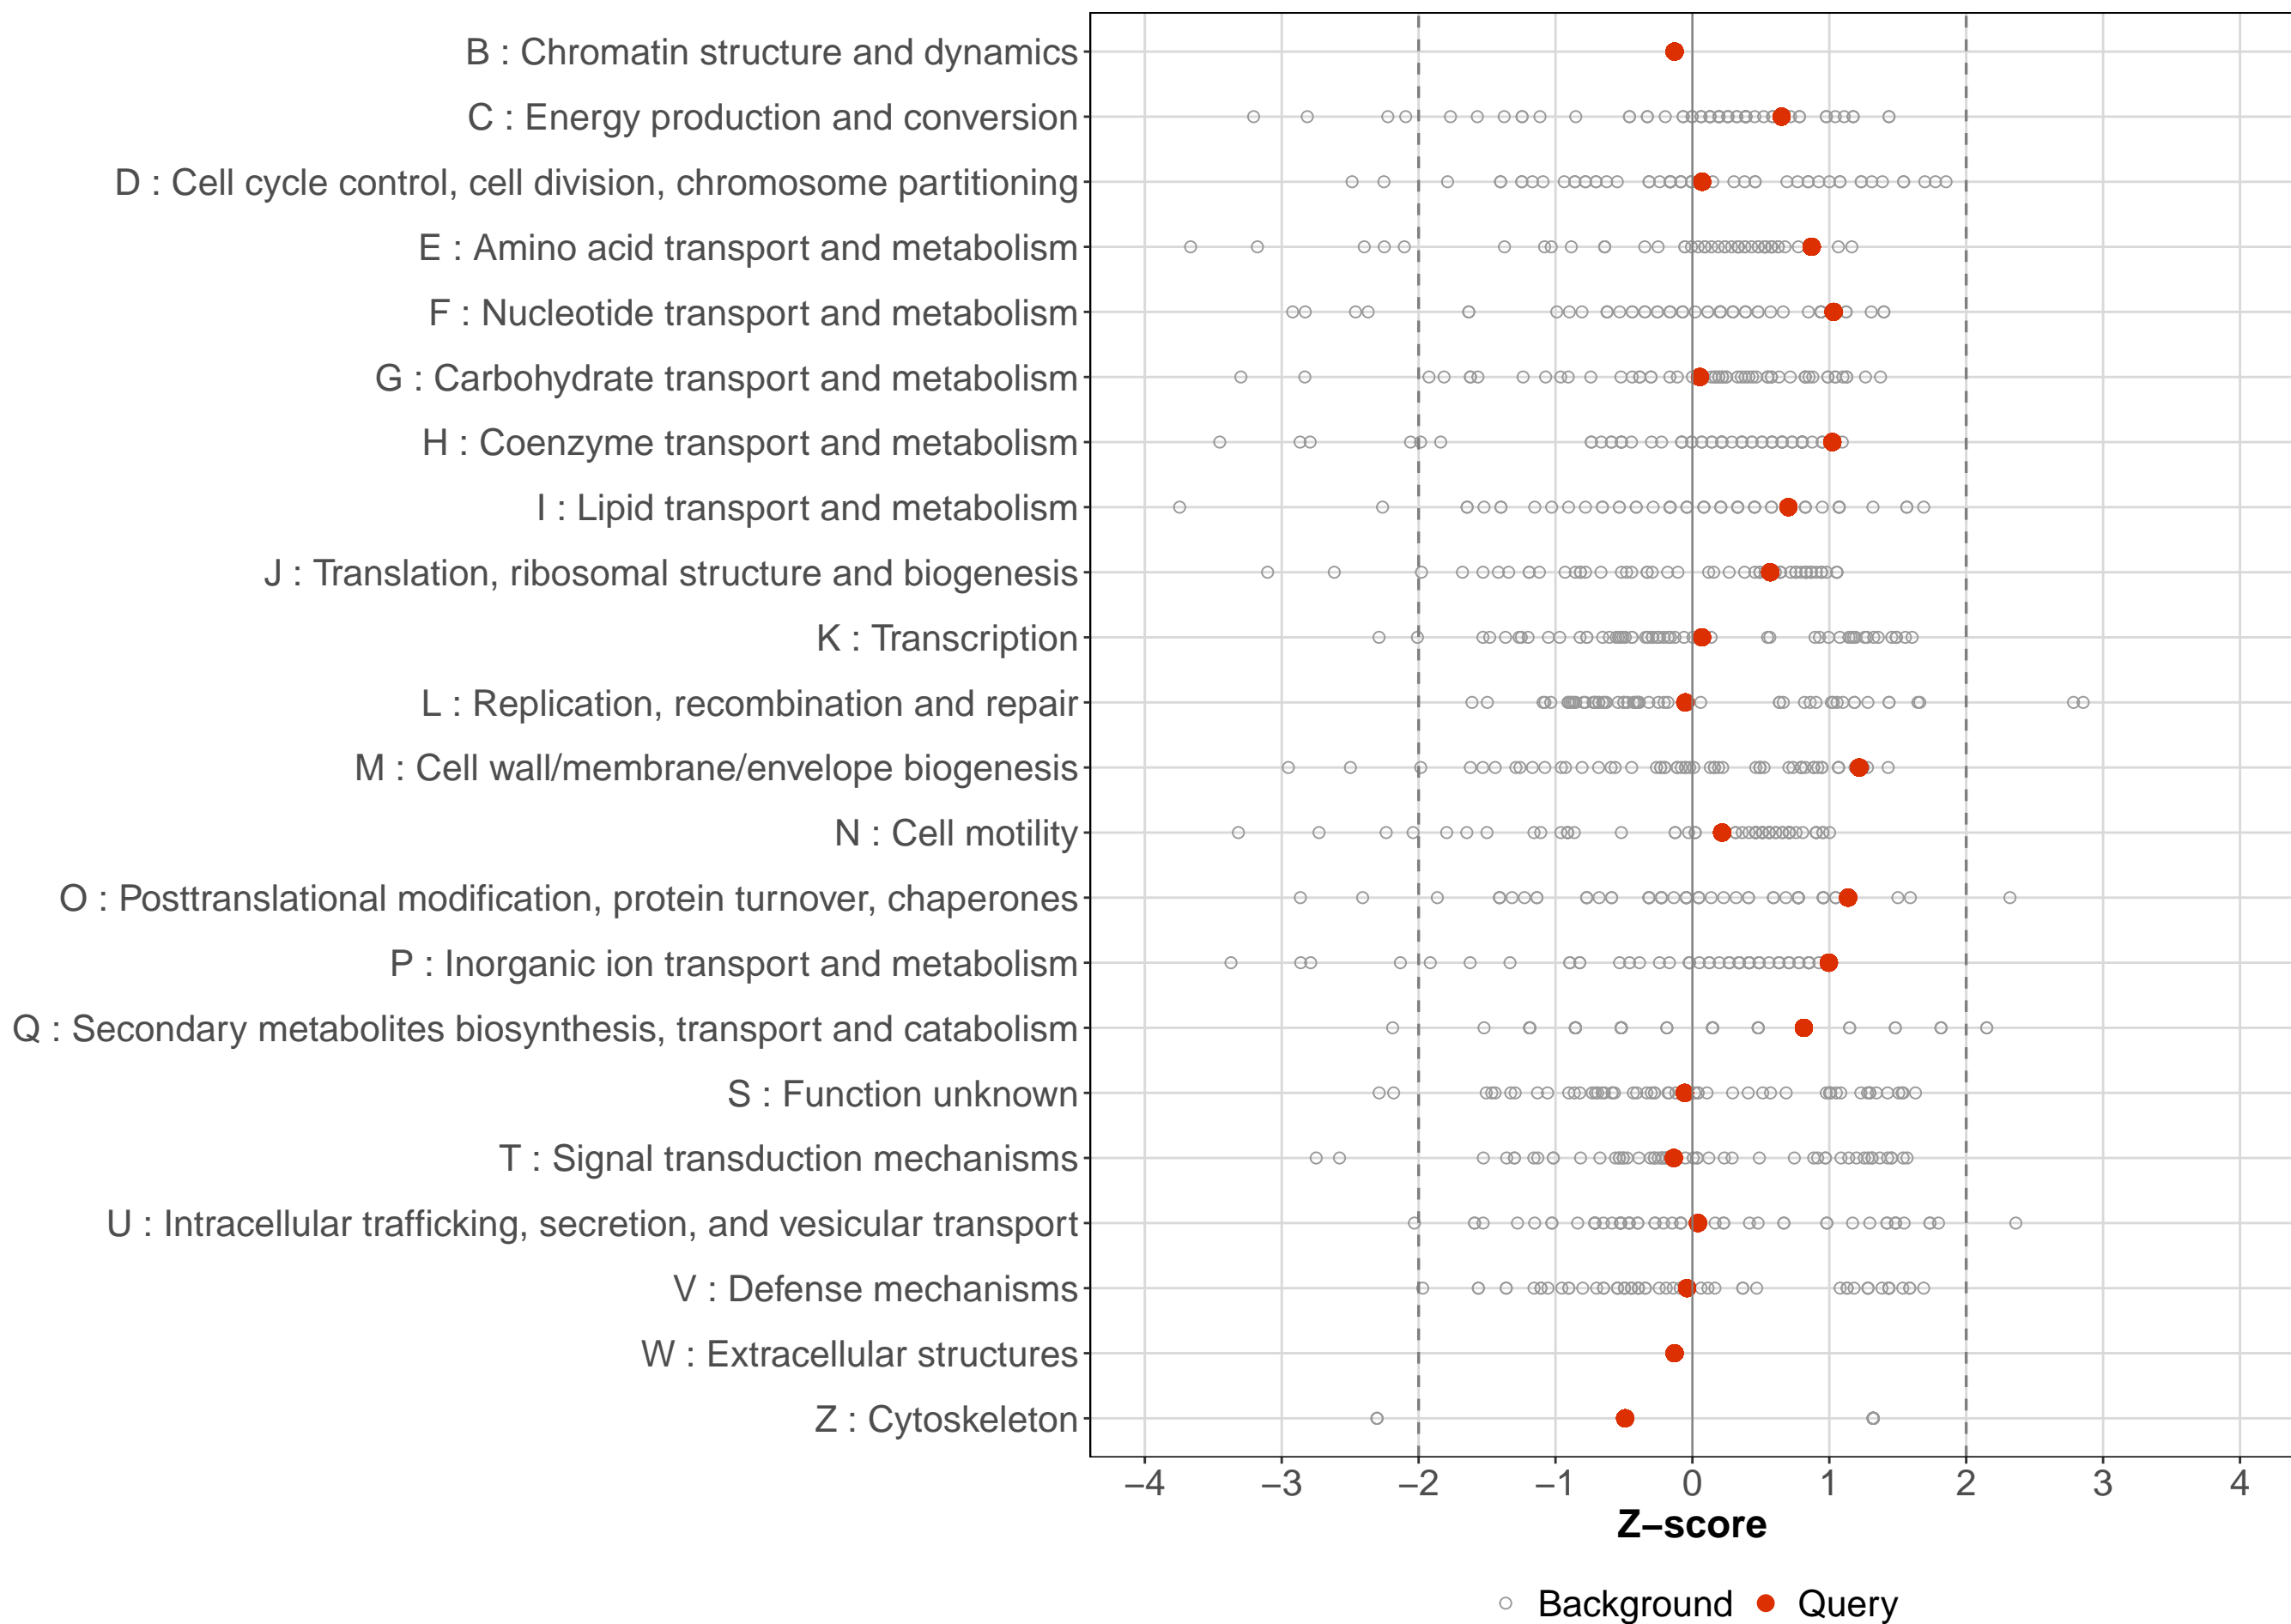 B : Chromatin structure and dynamics
C : Energy production and conversion
D : Cell cycle control, cell division, chromosome partitioning
E : Amino acid transport and metabolism
F : Nucleotide transport and metabolism
G : Carbohydrate transport and metabolism
H : Coenzyme transport and metabolism
I : Lipid transport and metabolism
J : Translation, ribosomal structure and biogenesis
K : Transcription
L : Replication, recombination and repair
M : Cell wall/membrane/envelope biogenesis
N : Cell motility
O : Posttranslational modification, protein turnover, chaperones
P : Inorganic ion transport and metabolism
Q : Secondary metabolites biosynthesis, transport and catabolism
S : Function unknown
T : Signal transduction mechanisms
U : Intracellular trafficking, secretion, and vesicular transport
V : Defense mechanisms
W : Extracellular structures
Z : Cytoskeleton
−4 −3 −2 −1 0 1 2 3 4
Z−score
Background Query